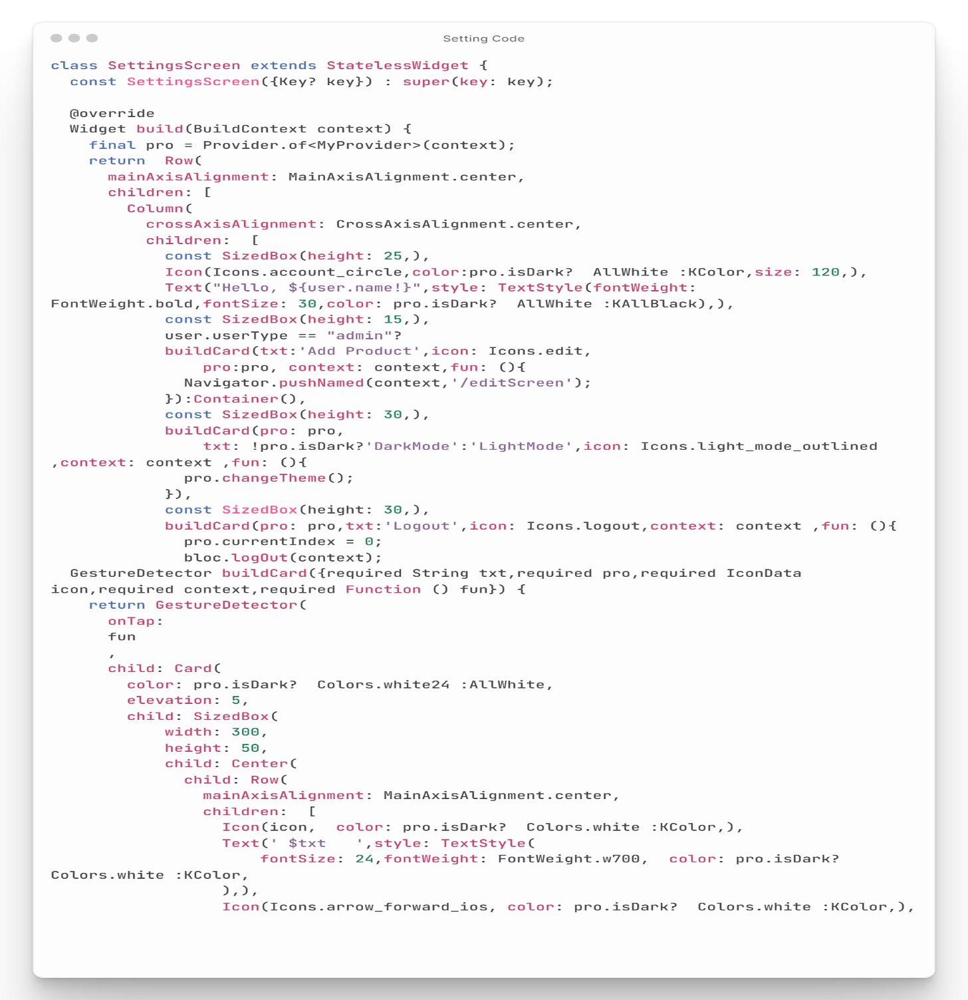 Setting Code
class SettingsScreen extends StatelessWidget {
  const SettingsScreen({Key? key}) : super(key: key);

  @override
  Widget build(BuildContext context) {
    final pro = Provider.of<MyProvider>(context);
    return  Row(
      mainAxisAlignment: MainAxisAlignment.center,
      children: [
        Column(
          crossAxisAlignment: CrossAxisAlignment.center,
          children:  [
            const SizedBox(height: 25,),
            Icon(Icons.account_circle,color:pro.isDark?  AllWhite :KColor,size: 120,),
            Text("Hello, ${user.name!}",style: TextStyle(fontWeight:
FontWeight.bold,fontSize: 30,color: pro.isDark?  AllWhite :KAllBlack),),
            const SizedBox(height: 15,),
            user.userType == "admin"?
            buildCard(txt:'Add Product',icon: Icons.edit,
                pro:pro, context: context,fun: (){
              Navigator.pushNamed(context,'/editScreen');
            }):Container(),
            const SizedBox(height: 30,),
            buildCard(pro: pro,
                txt: !pro.isDark?'DarkMode':'LightMode',icon: Icons.light_mode_outlined
,context: context ,fun: (){
              pro.changeTheme();
            }),
            const SizedBox(height: 30,),
            buildCard(pro: pro,txt:'Logout',icon: Icons.logout,context: context ,fun: (){
              pro.currentIndex = 0;
              bloc.logOut(context);
  GestureDetector buildCard({required String txt,required pro,required IconData
icon,required context,required Function () fun}) {
    return GestureDetector(
      onTap:
      fun
      ,
      child: Card(
        color: pro.isDark?  Colors.white24 :AllWhite,
        elevation: 5,
        child: SizedBox(
            width: 300,
            height: 50,
            child: Center(
              child: Row(
                mainAxisAlignment: MainAxisAlignment.center,
                children:  [
                  Icon(icon,  color: pro.isDark?  Colors.white :KColor,),
                  Text(' $txt   ',style: TextStyle(
                      fontSize: 24,fontWeight: FontWeight.w700,  color: pro.isDark?
Colors.white :KColor,
                  ),),
                  Icon(Icons.arrow_forward_ios, color: pro.isDark?  Colors.white :KColor,),